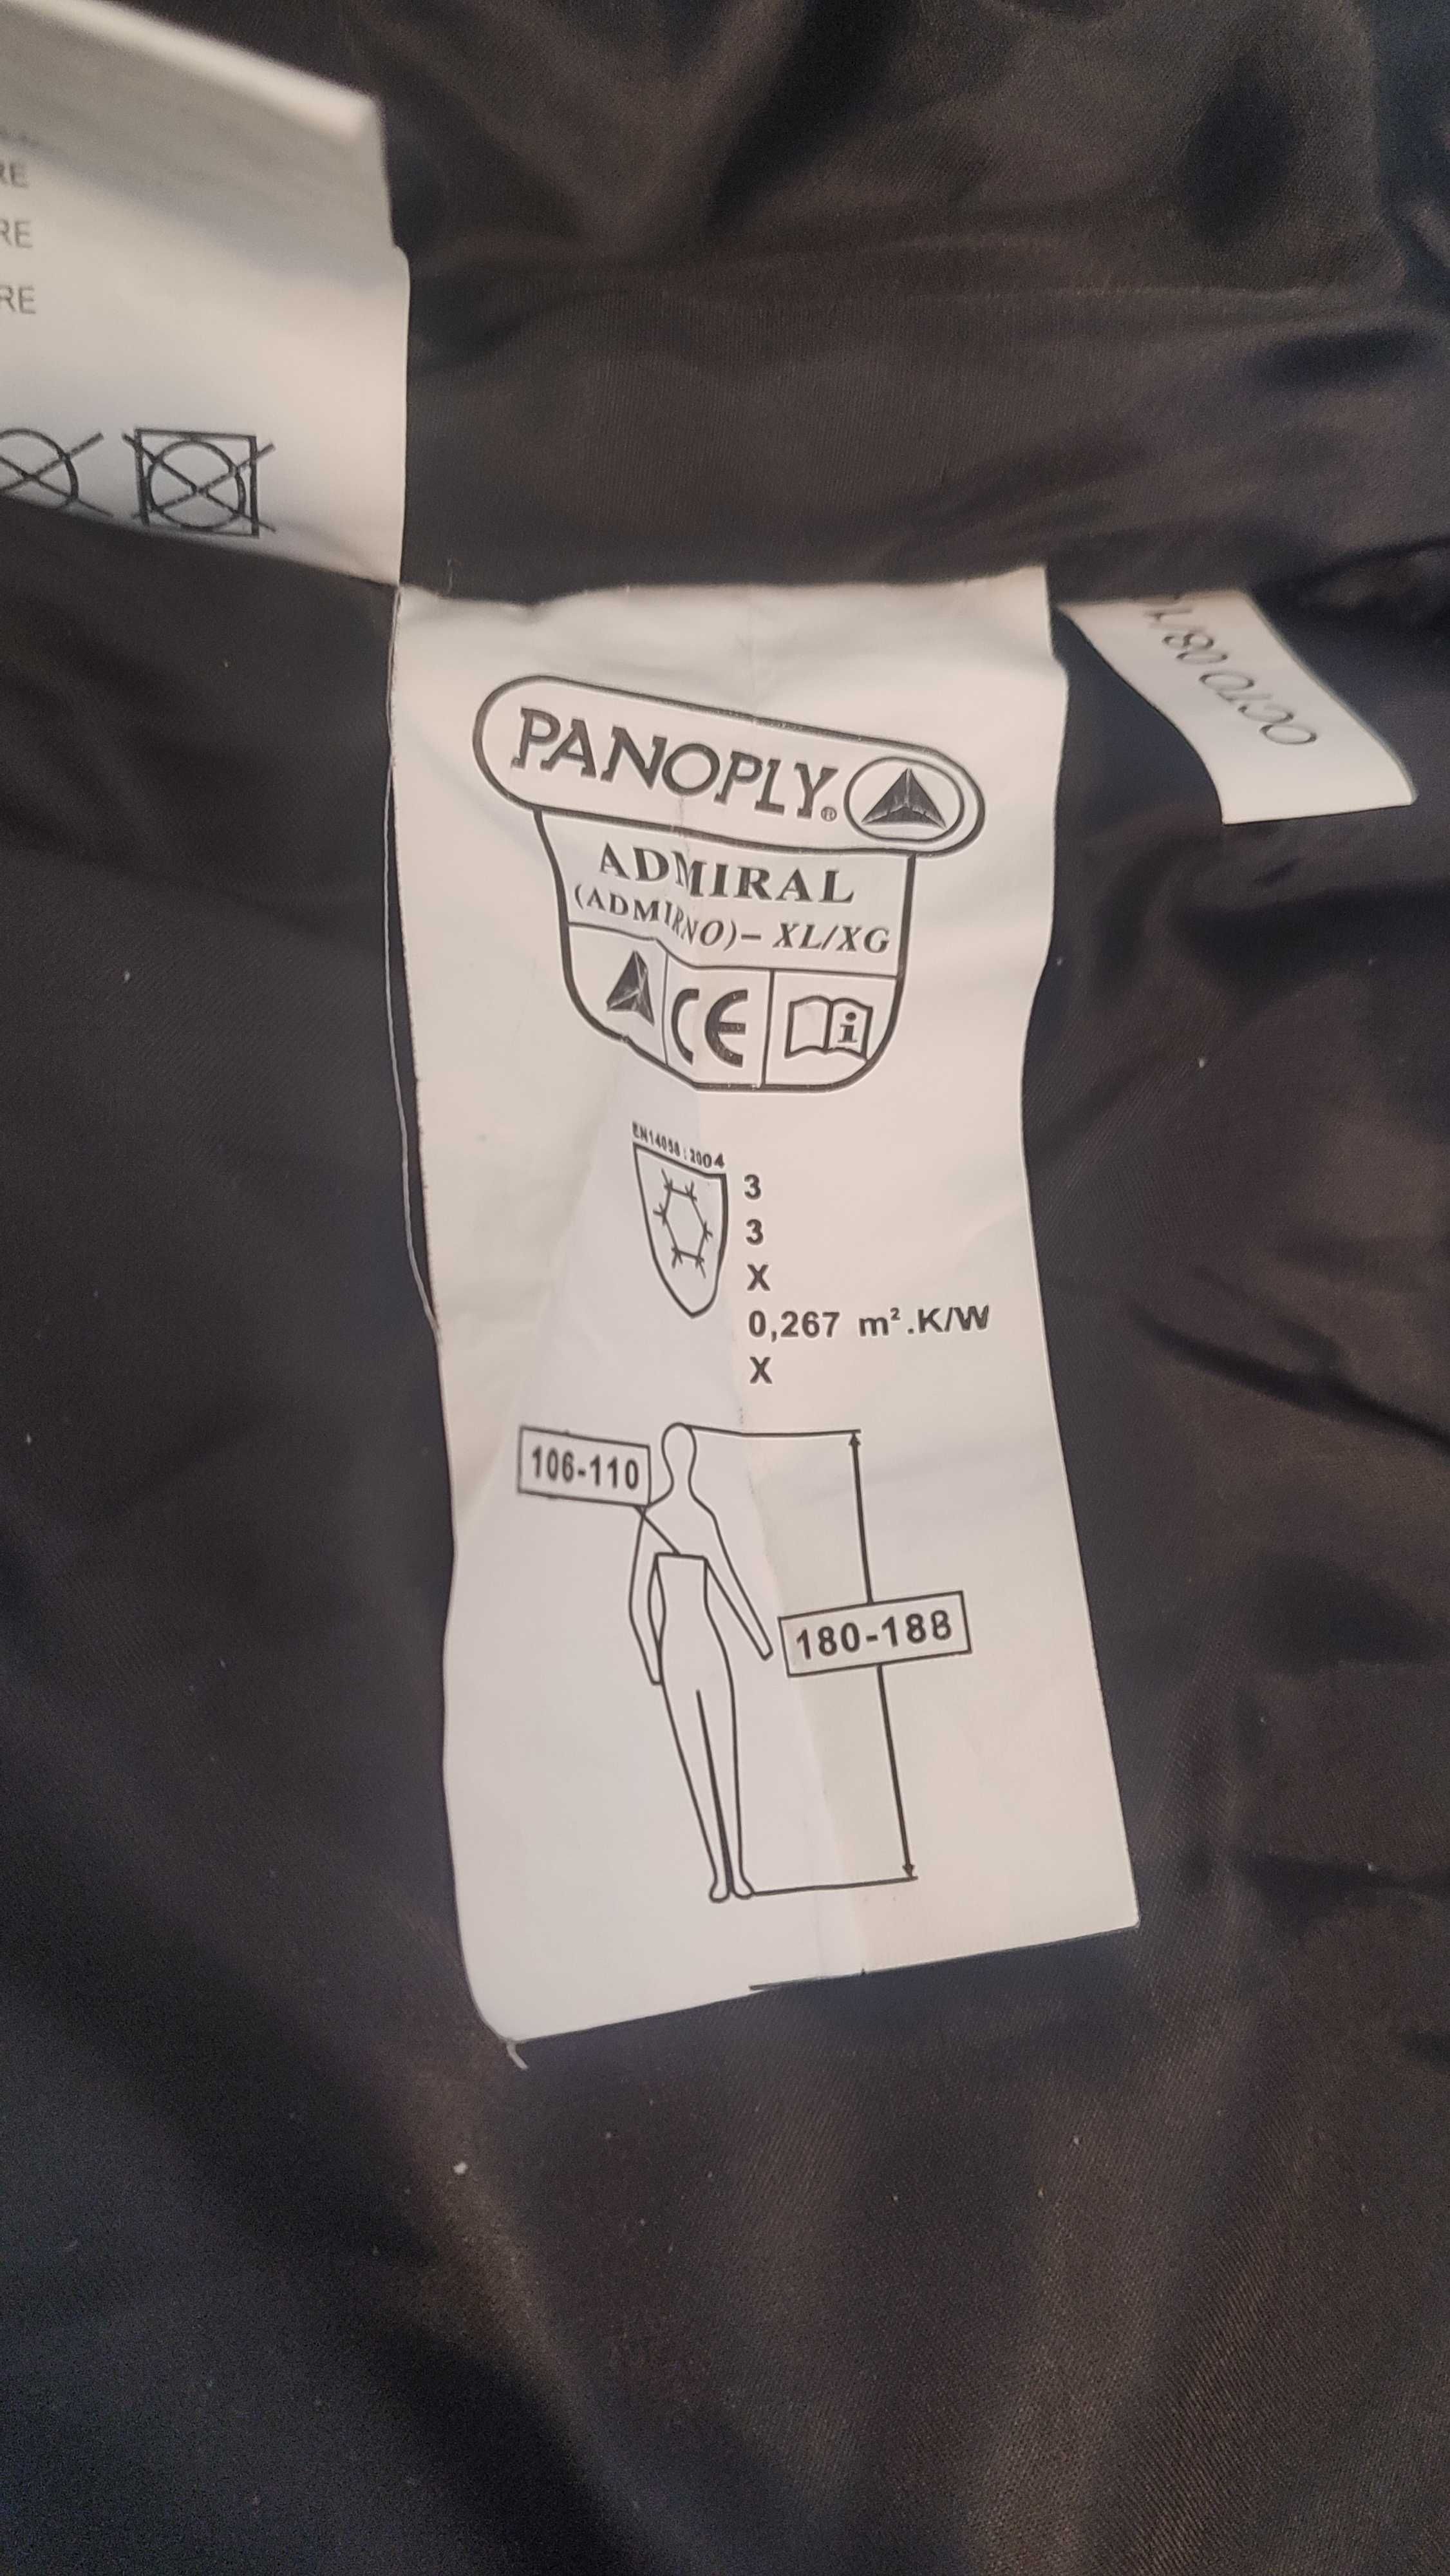 RE
RE
RE
PANOPLY®
ADMIRAL
(ADMIRNO)- XL/XG
CE
i
EN14058:2004
3
3
X
0,267 m².K/W
X
106-110
180-188